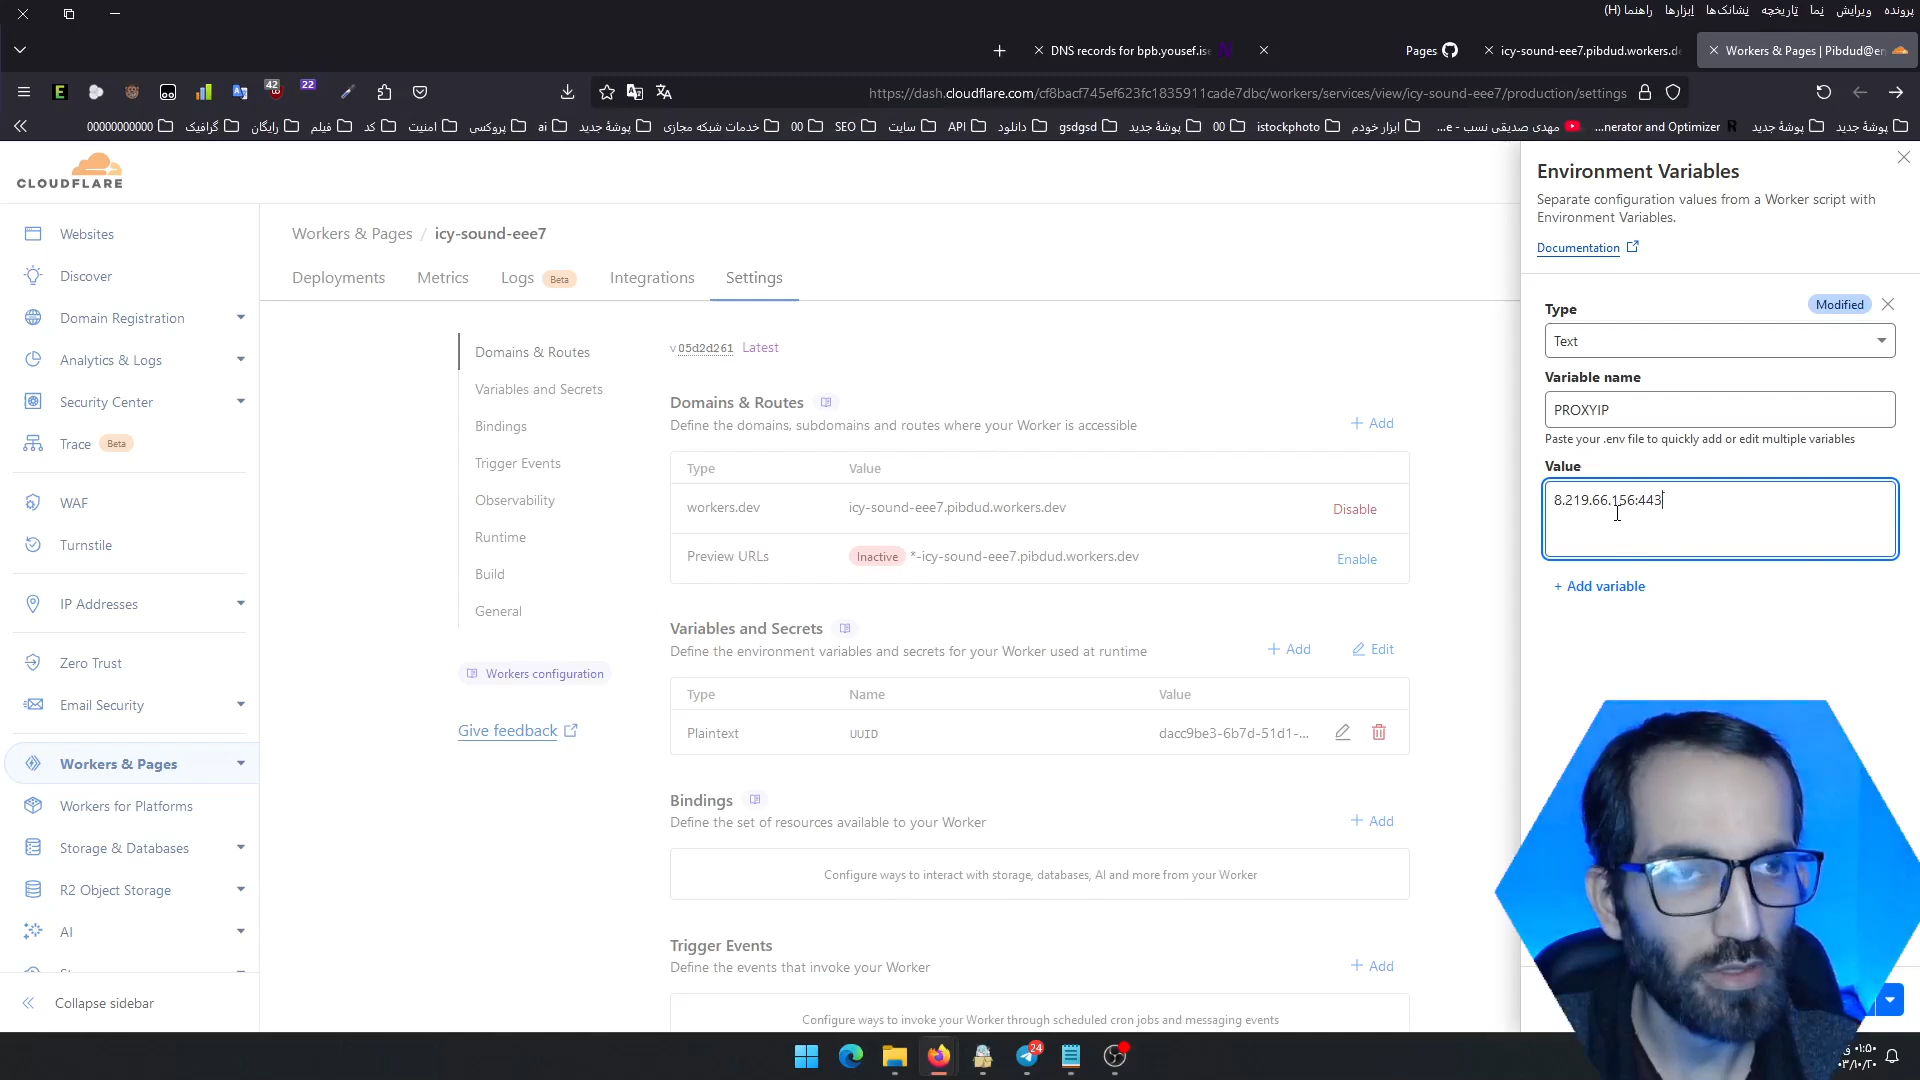 پرونده ویرایش نما تاریخچه نشانک‌ها ابزارها راهنما (H)
DNS records for bpb.yousef.ise
Pages
icy-sound-eee7.pibdud.workers.de
Workers & Pages | Pibdud@en
42
22
https://dash.cloudflare.com/cf8bacf745ef623fc1835911cade7dbc/workers/services/view/icy-sound-eee7/production/settings
پوشهٔ جدید
پوشهٔ جدید
...nerator and Optimizer
مهدی صدیقی نسب - e...
ابزار خودم
istockphoto
00
پوشهٔ جدید
gsdgsd
دانلود
API
سایت
SEO
00
خدمات شبکه مجازی
پوشهٔ جدید
ai
پروکسی
امنیت
کد
فیلم
رایگان
گرافیک
00000000000
CLOUDFLARE
Websites
Discover
Domain Registration
Analytics & Logs
Security Center
Trace Beta
WAF
Turnstile
IP Addresses
Zero Trust
Email Security
Workers & Pages
Workers for Platforms
Storage & Databases
R2 Object Storage
AI
Collapse sidebar
Workers & Pages / icy-sound-eee7
Deployments Metrics Logs Beta Integrations Settings
Domains & Routes
Variables and Secrets
Bindings
Trigger Events
Observability
Runtime
Build
General
Workers configuration
Give feedback
v 05d2d261 Latest
Domains & Routes
Define the domains, subdomains and routes where your Worker is accessible
+ Add
Type Value
workers.dev icy-sound-eee7.pibdud.workers.dev Disable
Preview URLs Inactive *-icy-sound-eee7.pibdud.workers.dev Enable
Variables and Secrets
Define the environment variables and secrets for your Worker used at runtime
+ Add Edit
Type Name Value
Plaintext UUID dacc9be3-6b7d-51d1-...
Bindings
Define the set of resources available to your Worker
+ Add
Configure ways to interact with storage, databases, AI and more from your Worker
Trigger Events
Define the events that invoke your Worker
+ Add
Configure ways to invoke your Worker through scheduled cron jobs and messaging events
Environment Variables
Separate configuration values from a Worker script with
Environment Variables.
Documentation
Modified
Type
Text
Variable name
PROXYIP
Paste your .env file to quickly add or edit multiple variables
Value
8.219.66.156:443
+ Add variable
24
۰۱:۵۰ ق
۰۳/۱۰/۲۰